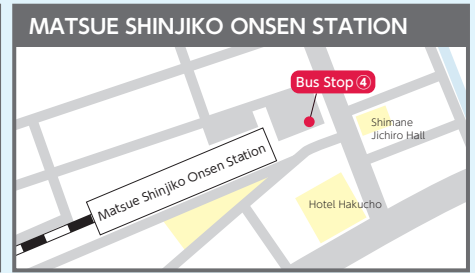 MATSUE SHINJIKO ONSEN STATION
Bus Stop ④
Shimane
Jichiro Hall
Matsue Shinjiko Onsen Station
Hotel Hakucho